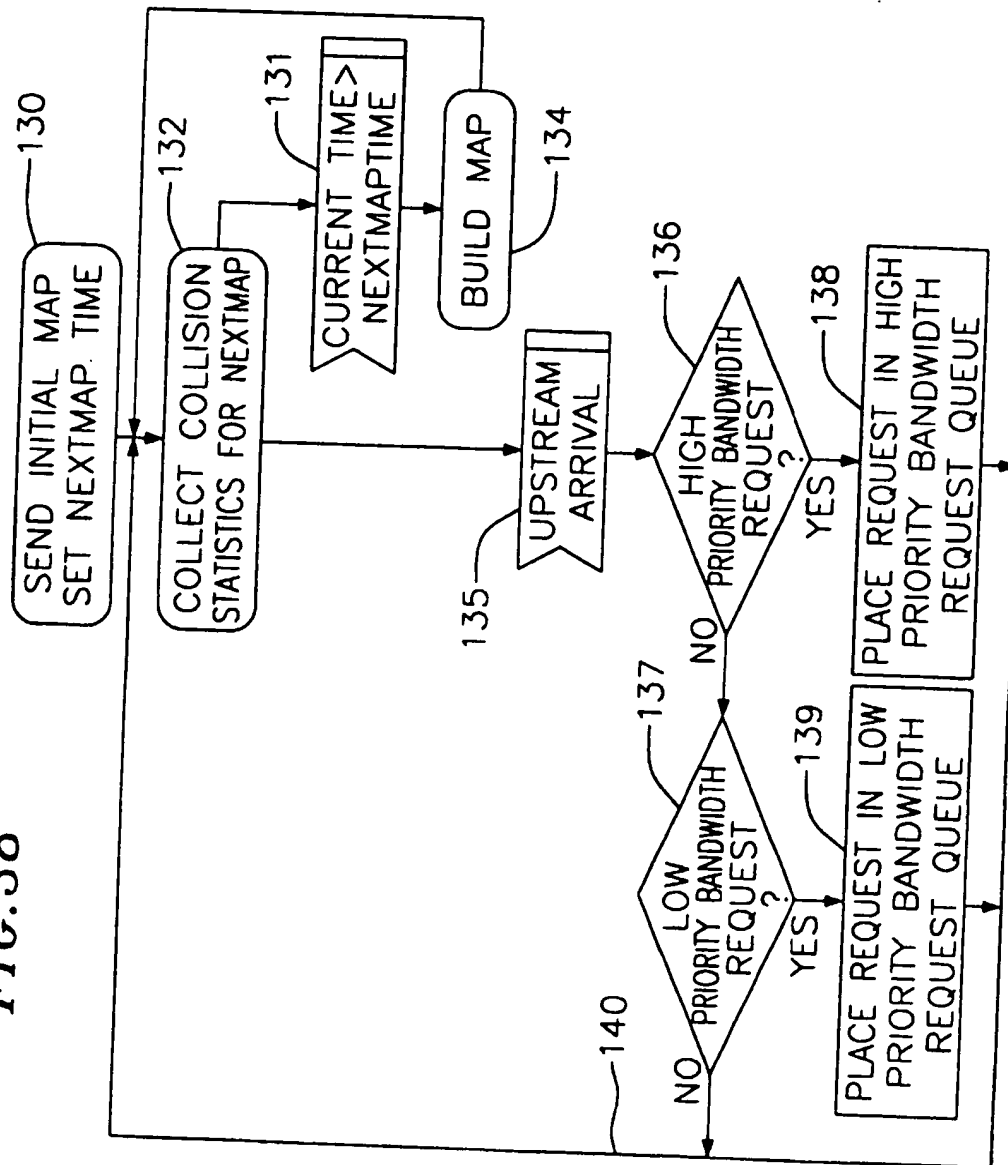 FIG.38
SEND INITIAL MAP
SET NEXTMAP. TIME
130
COLLECT COLLISION
STATISTICS FOR NEXTMAP
132
CURRENT TIME>
NEXTMAPTIME
131
BUILD MAP
134
UPSTREAM
ARRIVAL
135
HIGH
PRIORITY BANDWIDTH
REQUEST
?
136
NO
YES
LOW
PRIORITY BANDWIDTH
REQUEST
?
137
NO
YES
PLACE REQUEST IN HIGH
PRIORITY BANDWIDTH
REQUEST QUEUE
138
PLACE REQUEST IN LOW
PRIORITY BANDWIDTH
REQUEST QUEUE
139
140